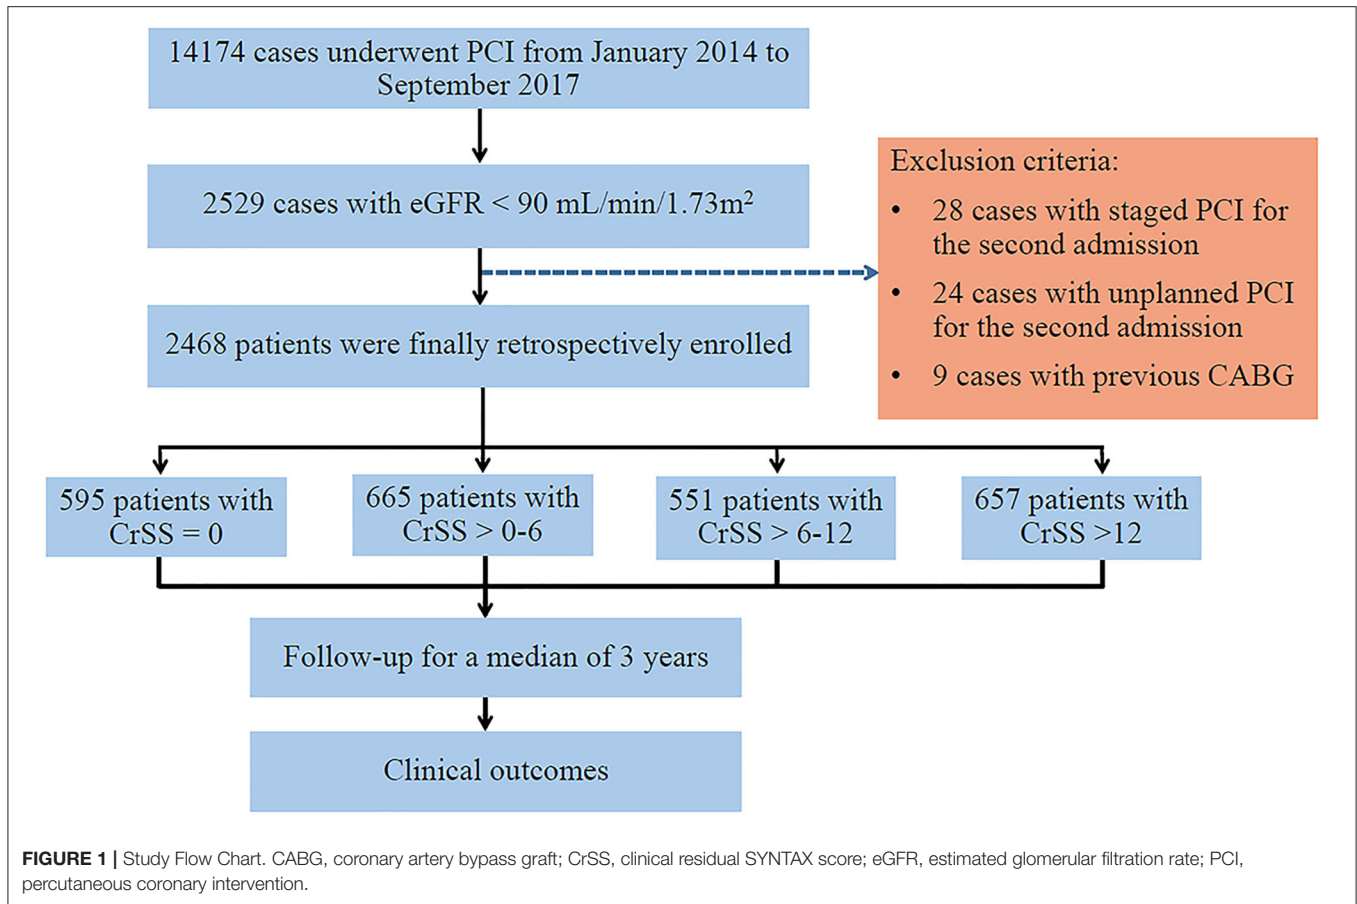 14174 cases underwent PCI from January 2014 to
September 2017
2529 cases with eGFR < 90 mL/min/1.73m²
Exclusion criteria:
• 28 cases with staged PCI for
the second admission
• 24 cases with unplanned PCI
for the second admission
• 9 cases with previous CABG
2468 patients were finally retrospectively enrolled
595 patients with
CrSS = 0
665 patients with
CrSS > 0-6
551 patients with
CrSS > 6-12
657 patients with
CrSS >12
Follow-up for a median of 3 years
Clinical outcomes
FIGURE 1 | Study Flow Chart. CABG, coronary artery bypass graft; CrSS, clinical residual SYNTAX score; eGFR, estimated glomerular filtration rate; PCI,
percutaneous coronary intervention.